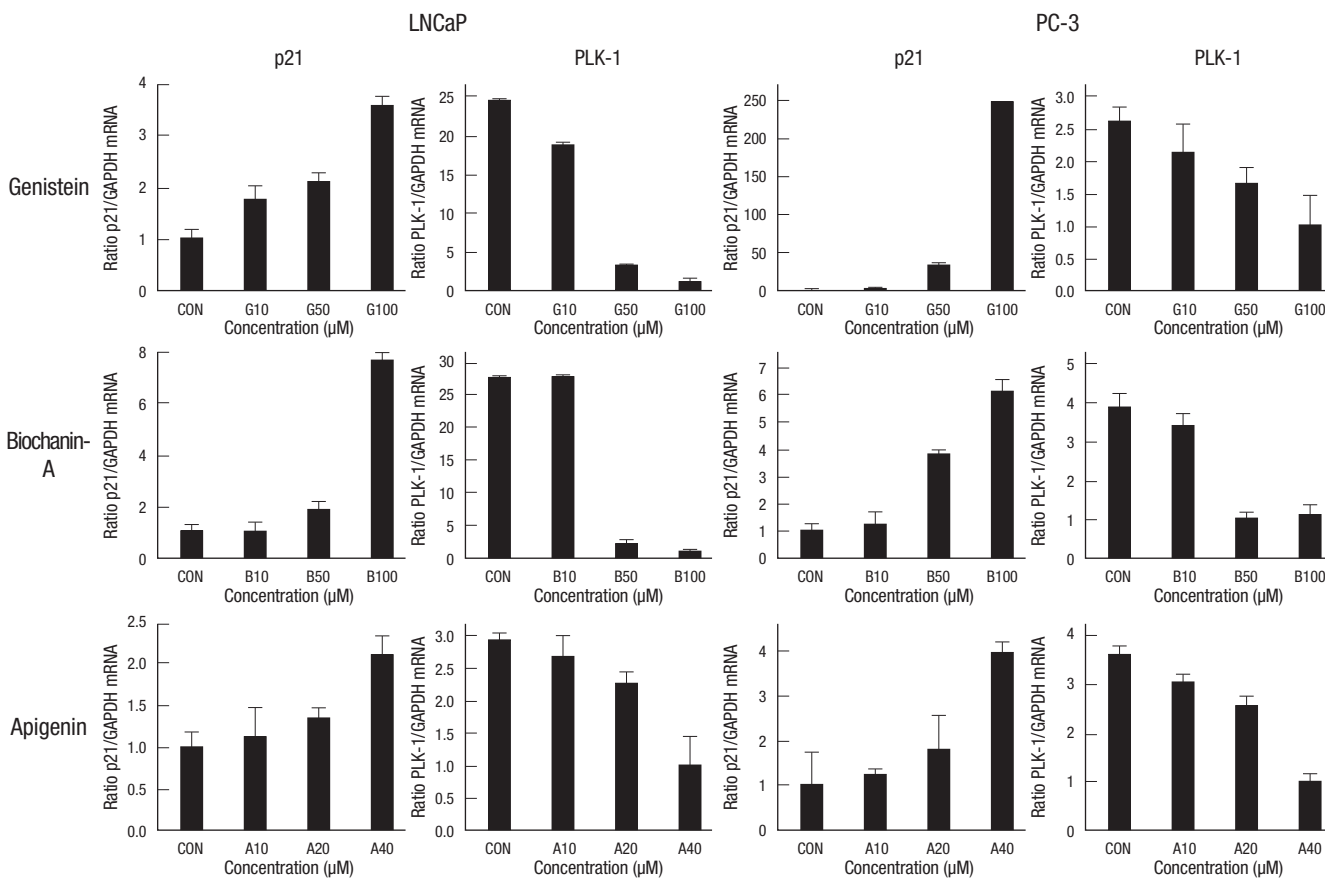 LNCaP PC-3
p21 PLK-1 p21 PLK-1
Genistein
Ratio p21/GAPDH mRNA
4
3
2
1
0
CON G10 G50 G100
Concentration (µM)
Ratio PLK-1/GAPDH mRNA
25
20
15
10
5
0
CON G10 G50 G100
Concentration (µM)
Ratio p21/GAPDH mRNA
250
200
150
100
50
0
CON G10 G50 G100
Concentration (µM)
Ratio PLK-1/GAPDH mRNA
3.0
2.5
2.0
1.5
1.0
0.5
0.0
CON G10 G50 G100
Concentration (µM)
Biochanin-
A
Ratio p21/GAPDH mRNA
8
6
4
2
0
CON B10 B50 B100
Concentration (µM)
Ratio PLK-1/GAPDH mRNA
30
25
20
15
10
5
0
CON B10 B50 B100
Concentration (µM)
Ratio p21/GAPDH mRNA
7
6
5
4
3
2
1
0
CON B10 B50 B100
Concentration (µM)
Ratio PLK-1/GAPDH mRNA
5
4
3
2
1
0
CON B10 B50 B100
Concentration (µM)
Apigenin
Ratio p21/GAPDH mRNA
2.5
2.0
1.5
1.0
0.5
0.0
CON A10 A20 A40
Concentration (µM)
Ratio PLK-1/GAPDH mRNA
3.0
2.5
2.0
1.5
1.0
0.5
0.0
CON A10 A20 A40
Concentration (µM)
Ratio p21/GAPDH mRNA
4
3
2
1
0
CON A10 A20 A40
Concentration (µM)
Ratio PLK-1/GAPDH mRNA
4
3
2
1
0
CON A10 A20 A40
Concentration (µM)